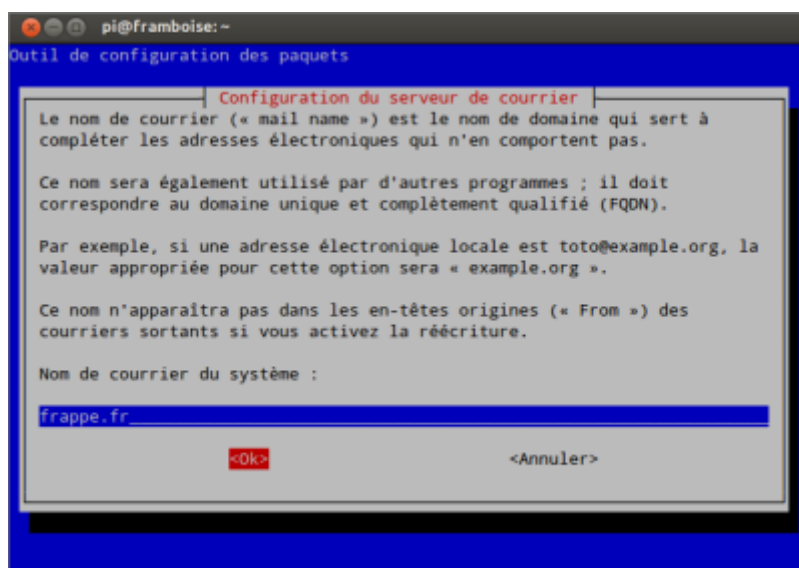 pi@framboise: ~
Outil de configuration des paquets
Configuration du serveur de courrier
Le nom de courrier (« mail name ») est le nom de domaine qui sert à
compléter les adresses électroniques qui n'en comportent pas.
Ce nom sera également utilisé par d'autres programmes ; il doit
correspondre au domaine unique et complètement qualifié (FQDN).
Par exemple, si une adresse électronique locale est toto@example.org, la
valeur appropriée pour cette option sera « example.org ».
Ce nom n'apparaîtra pas dans les en-têtes origines (« From ») des
courriers sortants si vous activez la réécriture.
Nom de courrier du système :
frappe.fr
<Ok> <Annuler>